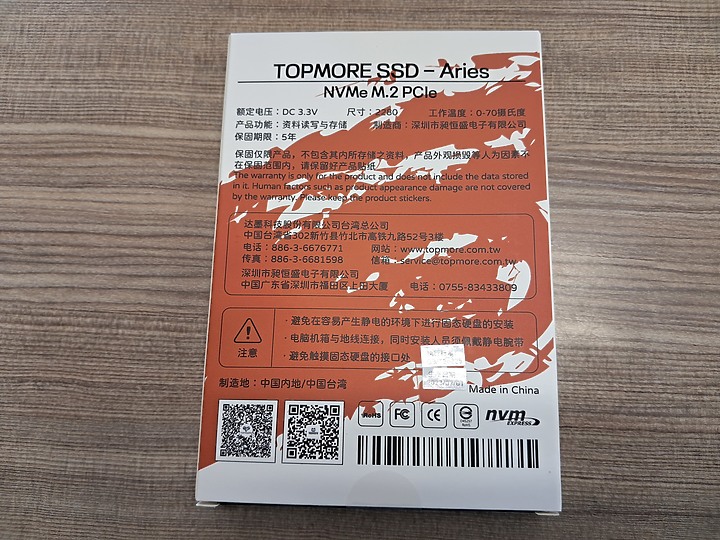 TOPMORE SSD – Aries
NVMe M.2 PCIe
额定电压：DC 3.3V 尺寸：2280 工作温度：0-70摄氏度
产品功能：资料读写与存储 制造商：深圳市昶恒盛电子有限公司
保固期限：5年
保固仅限产品，不包含其内所存储之资料，产品外观损毁等人为因素不
在保固范围内，请保留好产品贴纸
The warranty is only for the product and does not include the data stored
in it. Human factors such as product appearance damage are not covered
by the warranty. Please keep the product stickers.
达墨科技股份有限公司台湾总公司
中国台湾省302新竹县竹北市高铁九路52号3楼
电话：886-3-6676771 网站：www.topmore.com.tw
传真：886-3-6681598 信箱：service@topmore.com.tw
深圳市昶恒盛电子有限公司
中国广东省深圳市福田区上田大厦 电话：0755-83433809
注意
· 避免在容易产生静电的环境下进行固态硬盘的安装
· 电脑机箱与地线连接，同时安装人员须佩戴静电腕带
· 避免触摸固态硬盘的接口处
制造地：中国内地/中国台湾
Made in China
RoHS FC CE nvm
EXPRESS